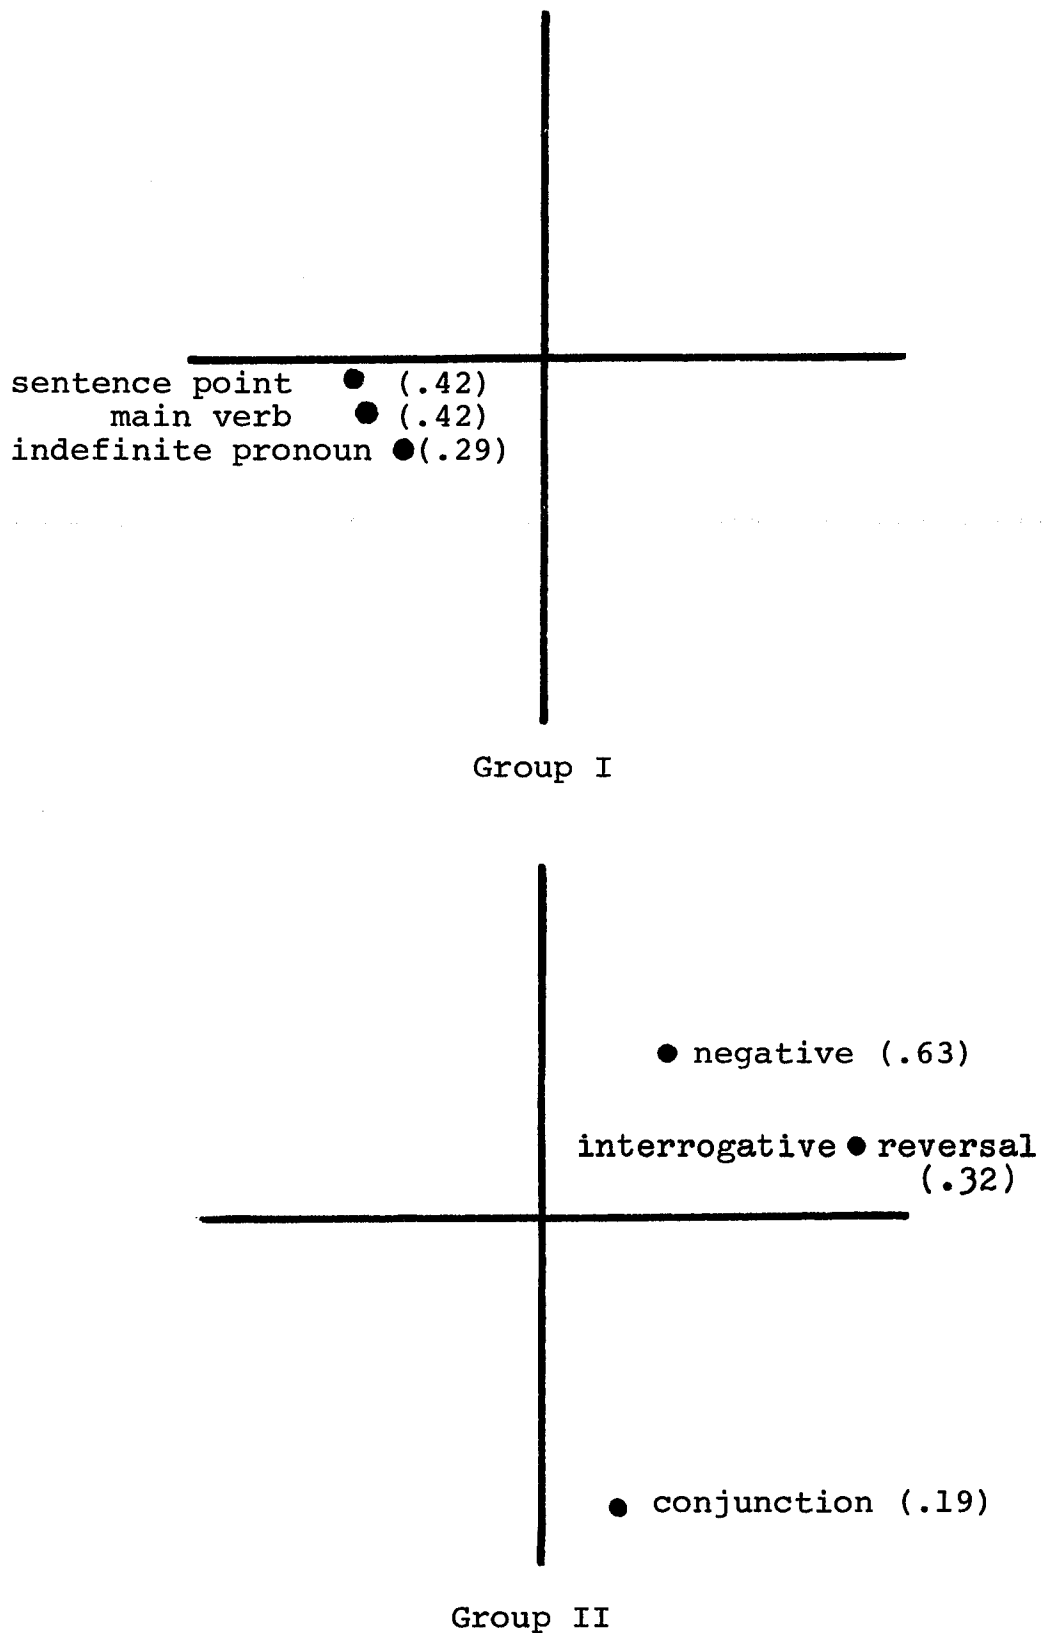 sentence point (.42)
main verb (.42)
indefinite pronoun (.29)
Group I
negative (.63)
interrogative reversal
(.32)
conjunction (.19)
Group II